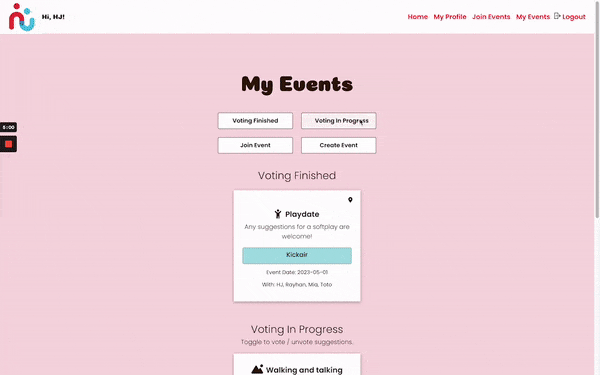 Hi, HJ!
Home My Profile Join Events My Events Logout
My Events
5:00
Voting Finished Voting In Progress
Join Event Create Event
Voting Finished
Playdate
Any suggestions for a softplay are
welcome!
Kickair
Event Date: 2023-05-01
With: HJ, Rayhan, Mia, Toto
Voting In Progress
Toggle to vote / unvote suggestions.
Walking and talking